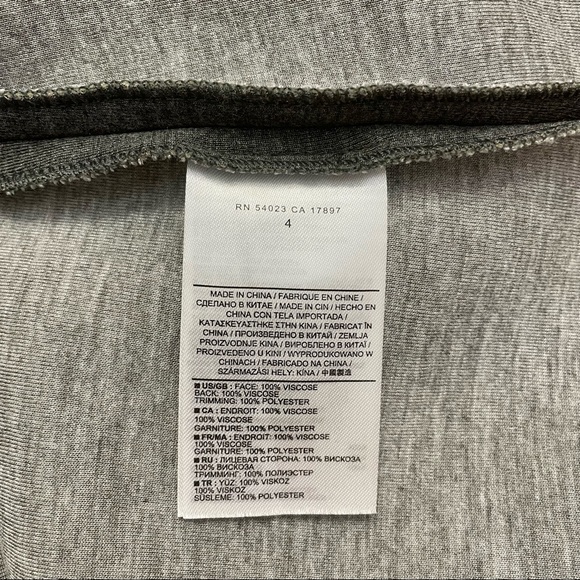 RN 54023 CA 17897
4
MADE IN CHINA / FABRIQUE EN CHINE /
СДЕЛАНО В КИТАЕ / MADE IN CIN / HECHO EN
CHINA CON TELA IMPORTADA /
ΚΑΤΑΣΚΕΥΑΣΤΗΚΕ ΣΤΗΝ ΚΙΝΑ / FABRICAT ÎN
CHINA / ПРОИЗВЕДЕНО В КИТАЙ / ZEMLJA
PROIZVODNJE KINA / ВИРОБЛЕНО В КИТАЇ /
PROIZVEDENO U KINI / WYPRODUKOWANO W
CHINACH / FABRICADO NA CHINA /
SZÁRMAZÁSI HELY: KÍNA / 中國製造
US/GB : FACE: 100% VISCOSE
BACK: 100% VISCOSE
TRIMMING: 100% POLYESTER
CA : ENDROIT: 100% VISCOSE
ENVERS: 100% VISCOSE
GARNITURE: 100% POLYESTER
FR/MA : ENDROIT: 100% VISCOSE
ENVERS: 100% VISCOSE
GARNITURE: 100% POLYESTER
RU : ЛИЦЕВАЯ СТОРОНА: 100% ВИСКОЗА
100% ВИСКОЗА
ТРИММИНГ: 100% ПОЛИЭСТЕР
TR : YÜZ: 100% VISKOZ
100% VISKOZ
SÜSLEME: 100% POLYESTER